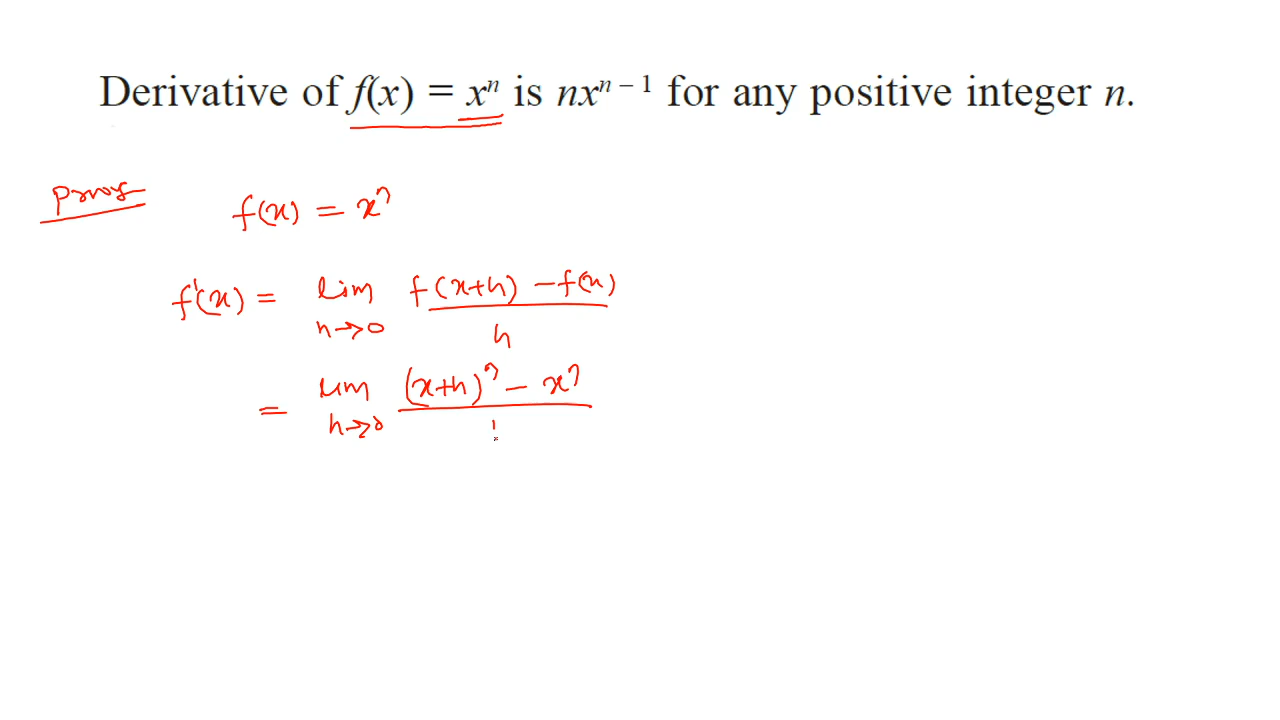 Derivative of f(x) = xⁿ is nxⁿ⁻¹ for any positive integer n.
Proof
f(x) = xⁿ
f'(x) = lim f(x+h) - f(x)
h→0 h
= lim (x+h)ⁿ - xⁿ
h→0